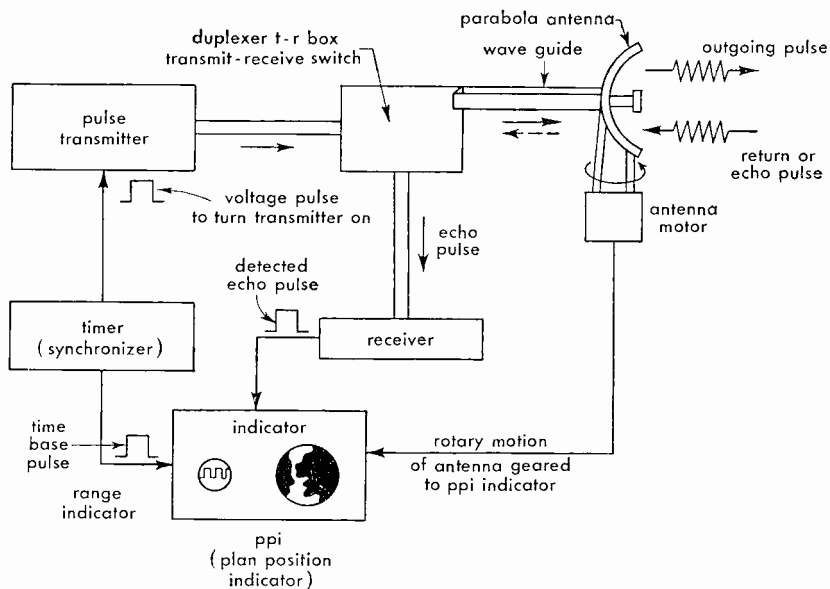 parabola antenna
duplexer t-r box
transmit-receive switch
wave guide
outgoing pulse
pulse
transmitter
return or
echo pulse
voltage pulse
to turn transmitter on
antenna
motor
echo
pulse
detected
echo pulse
timer
(synchronizer)
receiver
indicator
time
base
pulse
rotary motion
of antenna geared
to ppi indicator
range
indicator
ppi
(plan position
indicator)